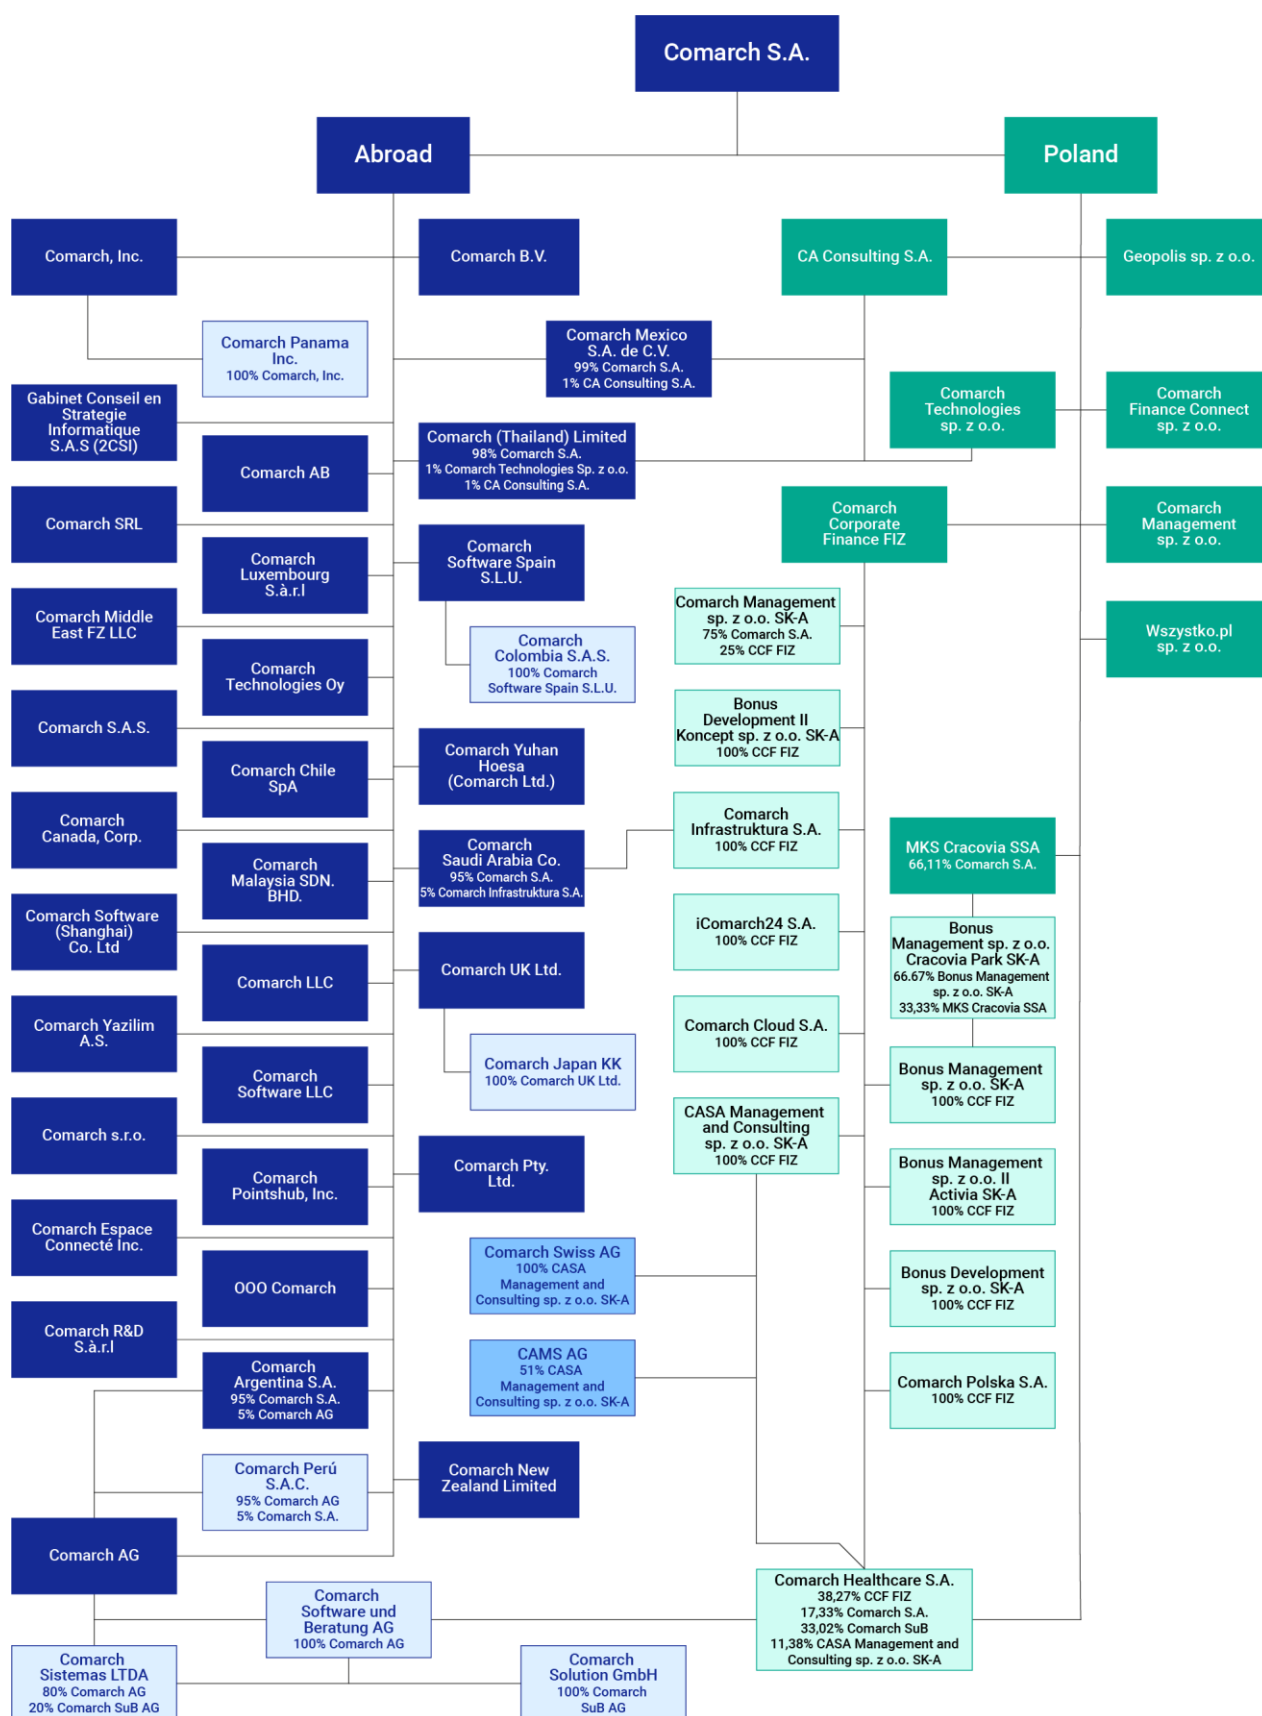 Comarch S.A.
Abroad
Poland
Comarch, Inc.
Comarch B.V.
CA Consulting S.A.
Geopolis sp. z o.o.
Comarch Panama
Inc.
100% Comarch, Inc.
Comarch Mexico
S.A. de C.V.
99% Comarch S.A.
1% CA Consulting S.A.
Gabinet Conseil en
Strategie
Informatique
S.A.S (2CSI)
Comarch
Technologies
sp. z o.o.
Comarch
Finance Connect
sp. z o.o.
Comarch AB
Comarch (Thailand) Limited
98% Comarch S.A.
1% Comarch Technologies Sp. z o.o.
1% CA Consulting S.A.
Comarch SRL
Comarch
Corporate
Finance FIZ
Comarch
Management
sp. z o.o.
Comarch
Luxembourg
S.à.r.l
Comarch
Software Spain
S.L.U.
Comarch Middle
East FZ LLC
Comarch Management
sp. z o.o. SK-A
75% Comarch S.A.
25% CCF FIZ
Wszystko.pl
sp. z o.o.
Comarch
Technologies Oy
Comarch
Colombia S.A.S.
100% Comarch
Software Spain S.L.U.
Comarch S.A.S.
Bonus
Development II
Koncept sp. z o.o. SK-A
100% CCF FIZ
Comarch Chile
SpA
Comarch Yuhan
Hoesa
(Comarch Ltd.)
Comarch
Canada, Corp.
Comarch
Infrastruktura S.A.
100% CCF FIZ
Comarch
Malaysia SDN.
BHD.
Comarch
Saudi Arabia Co.
95% Comarch S.A.
5% Comarch Infrastruktura S.A.
MKS Cracovia SSA
66,11% Comarch S.A.
Comarch Software
(Shanghai)
Co. Ltd
iComarch24 S.A.
100% CCF FIZ
Bonus
Management sp. z o.o.
Cracovia Park SK-A
66.67% Bonus Management
sp. z o.o. SK-A
33,33% MKS Cracovia SSA
Comarch LLC
Comarch UK Ltd.
Comarch Yazilim
A.S.
Comarch Cloud S.A.
100% CCF FIZ
Comarch
Software LLC
Comarch Japan KK
100% Comarch UK Ltd.
Bonus Management
sp. z o.o. SK-A
100% CCF FIZ
Comarch s.r.o.
CASA Management
and Consulting
sp. z o.o. SK-A
100% CCF FIZ
Comarch
Pointshub, Inc.
Comarch Pty.
Ltd.
Bonus Management
sp. z o.o. II
Activia SK-A
100% CCF FIZ
Comarch Espace
Connecté Inc.
Comarch Swiss AG
100% CASA
Management and
Consulting sp. z o.o. SK-A
OOO Comarch
Bonus Development
sp. z o.o. SK-A
100% CCF FIZ
Comarch R&D
S.à.r.l
CAMS AG
51% CASA
Management and
Consulting sp. z o.o. SK-A
Comarch
Argentina S.A.
95% Comarch S.A.
5% Comarch AG
Comarch Polska S.A.
100% CCF FIZ
Comarch Perú
S.A.C.
95% Comarch AG
5% Comarch S.A.
Comarch New
Zealand Limited
Comarch AG
Comarch
Software und
Beratung AG
100% Comarch AG
Comarch Healthcare S.A.
38,27% CCF FIZ
17,33% Comarch S.A.
33,02% Comarch SuB
11,38% CASA Management and
Consulting sp. z o.o. SK-A
Comarch
Sistemas LTDA
80% Comarch AG
20% Comarch SuB AG
Comarch
Solution GmbH
100% Comarch
SuB AG